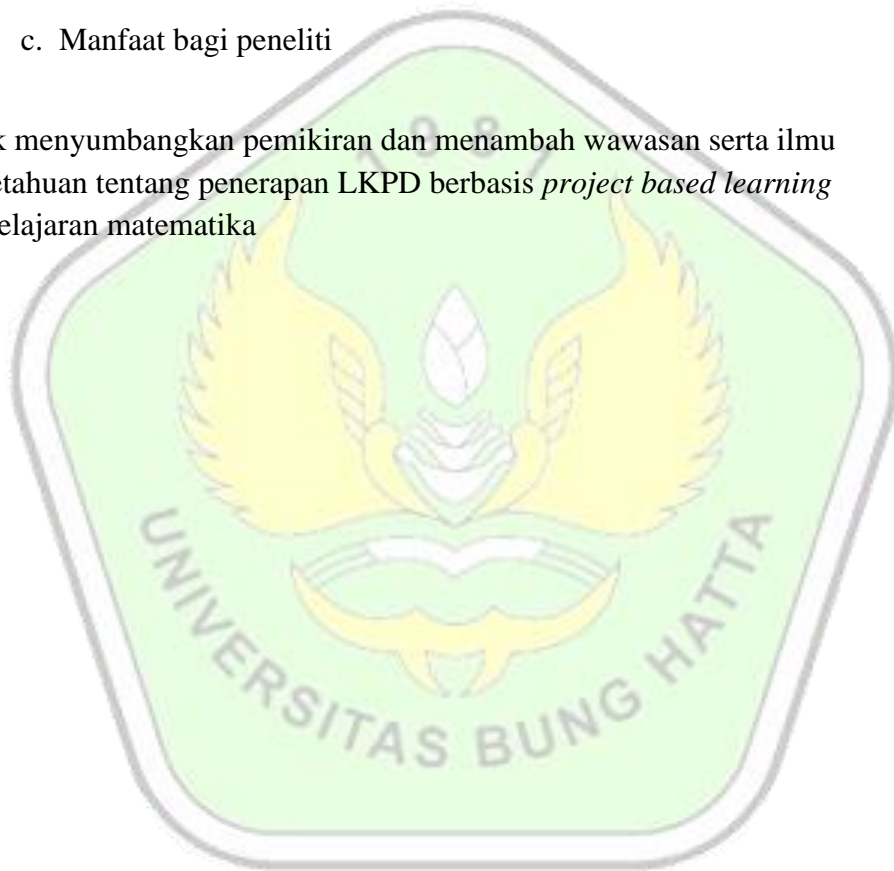 c. Manfaat bagi peneliti
1981
k menyumbangkan pemikiran dan menambah wawasan serta ilmu
etahuan tentang penerapan LKPD berbasis project based learning
elajaran matematika
UNIVERSITAS BUNG HATTA